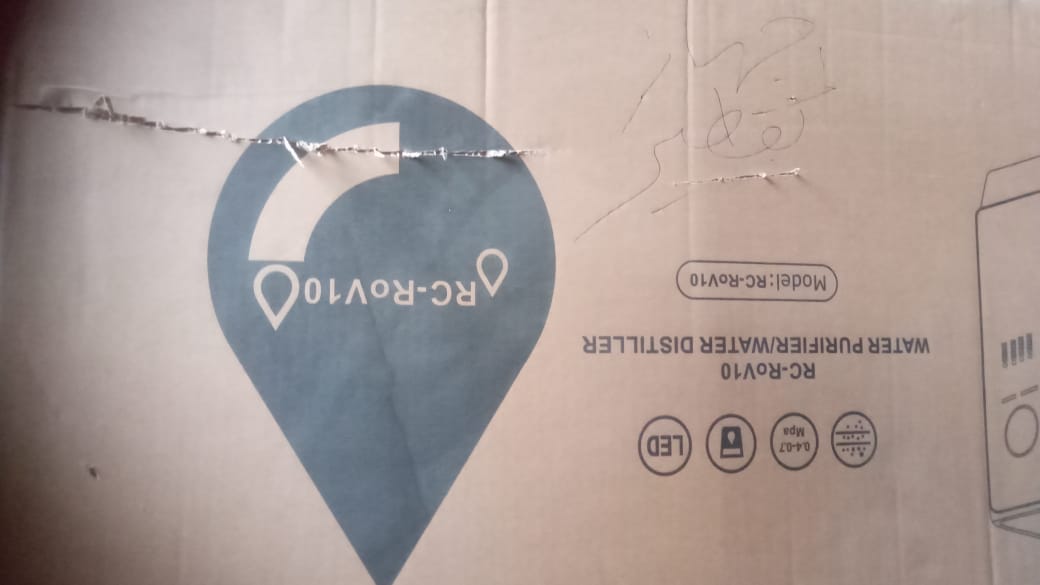 RC-RoV10
Model:RC-RoV10
WATER PURIFIER/WATER DISTILLER
RC-RoV10
0.4-0.7
Mpa
LED